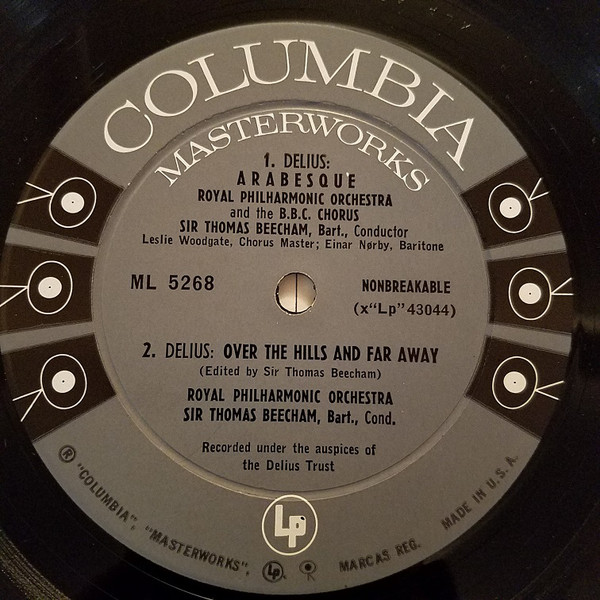 COLUMBIA
MASTERWORKS
1. DELIUS:
ARABESQUE
ROYAL PHILHARMONIC ORCHESTRA
and the B.B.C. CHORUS
SIR THOMAS BEECHAM, Bart., Conductor
Leslie Woodgate, Chorus Master; Einar Nørby, Baritone
ML 5268
NONBREAKABLE
(x"Lp"43044)
2. DELIUS: OVER THE HILLS AND FAR AWAY
(Edited by Sir Thomas Beecham)
ROYAL PHILHARMONIC ORCHESTRA
SIR THOMAS BEECHAM, Bart., Cond.
Recorded under the auspices of
the Delius Trust
Lp
® "COLUMBIA", "MASTERWORKS", Lp, MARCAS REG. MADE IN U.S.A.